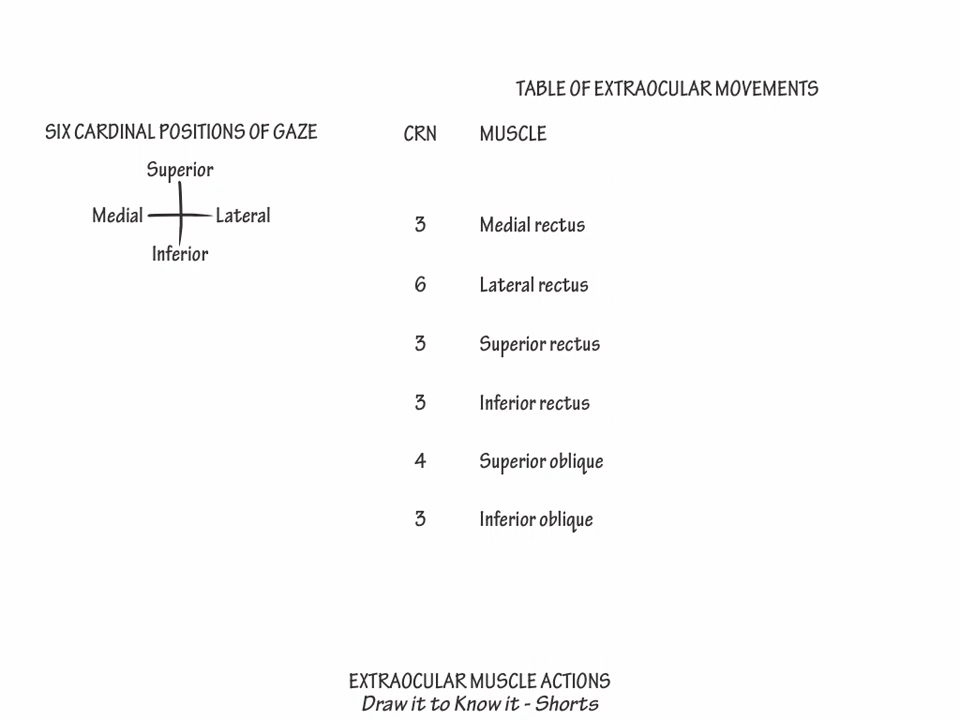 TABLE OF EXTRAOCULAR MOVEMENTS
SIX CARDINAL POSITIONS OF GAZE
Superior
Medial Lateral
Inferior
CRN MUSCLE
3 Medial rectus
6 Lateral rectus
3 Superior rectus
3 Inferior rectus
4 Superior oblique
3 Inferior oblique
EXTRAOCULAR MUSCLE ACTIONS
Draw it to Know it - Shorts